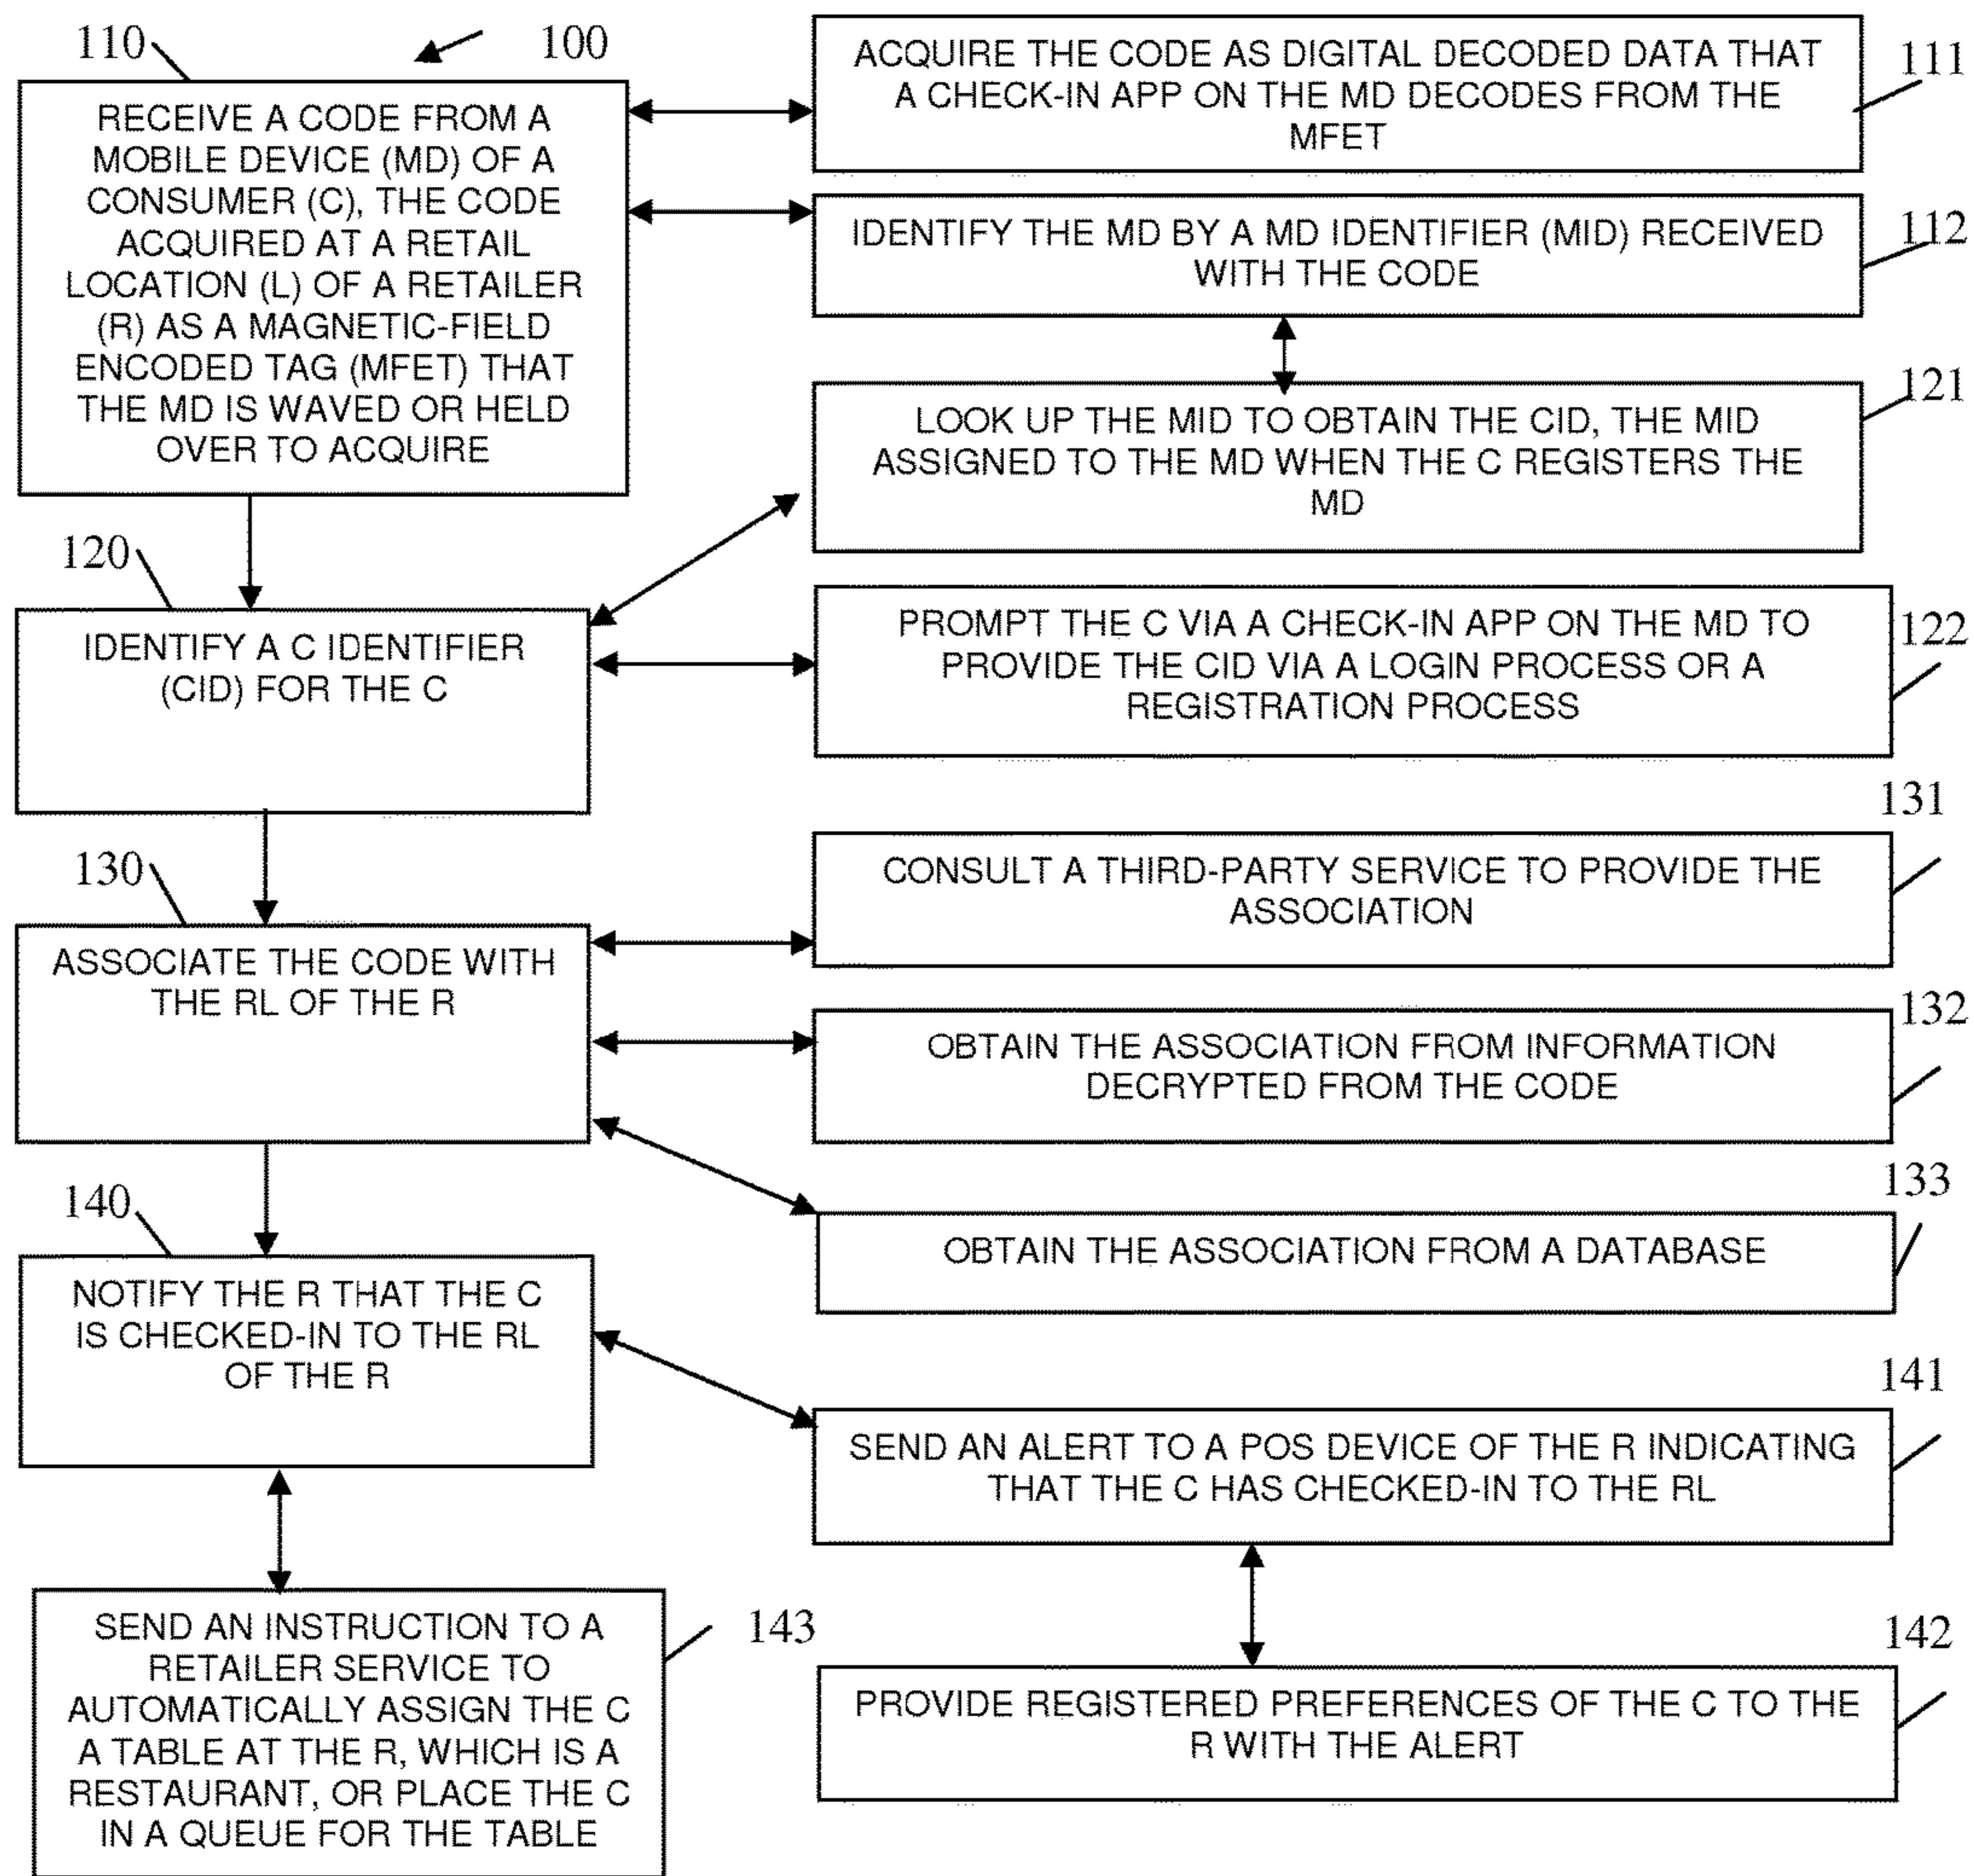 110
100
RECEIVE A CODE FROM A
MOBILE DEVICE (MD) OF A
CONSUMER (C), THE CODE
ACQUIRED AT A RETAIL
LOCATION (L) OF A RETAILER
(R) AS A MAGNETIC-FIELD
ENCODED TAG (MFET) THAT
THE MD IS WAVED OR HELD
OVER TO ACQUIRE
ACQUIRE THE CODE AS DIGITAL DECODED DATA THAT
A CHECK-IN APP ON THE MD DECODES FROM THE
MFET
111
IDENTIFY THE MD BY A MD IDENTIFIER (MID) RECEIVED
WITH THE CODE
112
LOOK UP THE MID TO OBTAIN THE CID, THE MID
ASSIGNED TO THE MD WHEN THE C REGISTERS THE
MD
121
120
IDENTIFY A C IDENTIFIER
(CID) FOR THE C
PROMPT THE C VIA A CHECK-IN APP ON THE MD TO
PROVIDE THE CID VIA A LOGIN PROCESS OR A
REGISTRATION PROCESS
122
130
ASSOCIATE THE CODE WITH
THE RL OF THE R
131
CONSULT A THIRD-PARTY SERVICE TO PROVIDE THE
ASSOCIATION
132
OBTAIN THE ASSOCIATION FROM INFORMATION
DECRYPTED FROM THE CODE
133
OBTAIN THE ASSOCIATION FROM A DATABASE
140
NOTIFY THE R THAT THE C
IS CHECKED-IN TO THE RL
OF THE R
141
SEND AN ALERT TO A POS DEVICE OF THE R INDICATING
THAT THE C HAS CHECKED-IN TO THE RL
142
PROVIDE REGISTERED PREFERENCES OF THE C TO THE
R WITH THE ALERT
143
SEND AN INSTRUCTION TO A
RETAILER SERVICE TO
AUTOMATICALLY ASSIGN THE C
A TABLE AT THE R, WHICH IS A
RESTAURANT, OR PLACE THE C
IN A QUEUE FOR THE TABLE